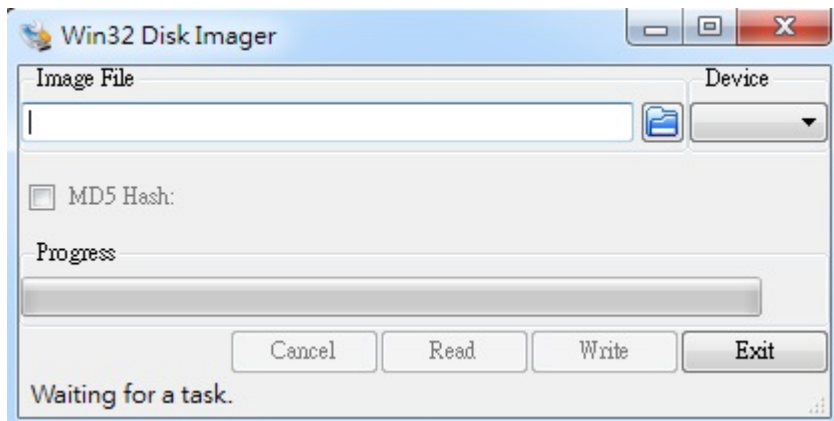 Win32 Disk Imager
Image File Device
MD5 Hash:
Progress
Cancel Read Write Exit
Waiting for a task.